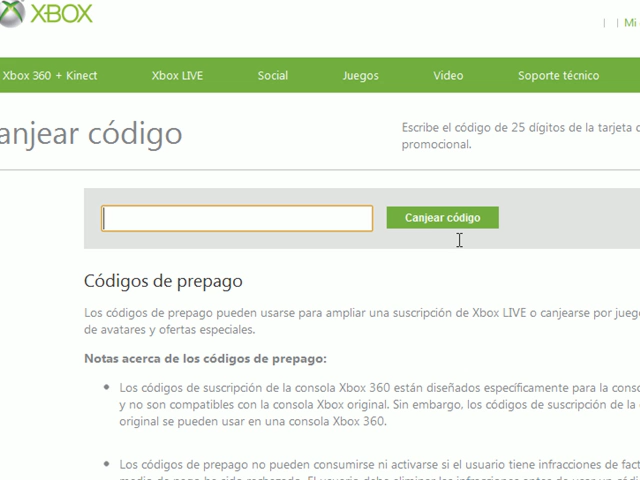 XBOX
| | Mi
Xbox 360 + Kinect Xbox LIVE Social Juegos Video Soporte técnico
anjear código
Escribe el código de 25 dígitos de la tarjeta
promocional.
Canjear código
Códigos de prepago
Los códigos de prepago pueden usarse para ampliar una suscripción de Xbox LIVE o canjearse por jueg
de avatares y ofertas especiales.
Notas acerca de los códigos de prepago:
• Los códigos de suscripción de la consola Xbox 360 están diseñados específicamente para la conso
y no son compatibles con la consola Xbox original. Sin embargo, los códigos de suscripción de la
original se pueden usar en una consola Xbox 360.
• Los códigos de prepago no pueden consumirse ni activarse si el usuario tiene infracciones de fac